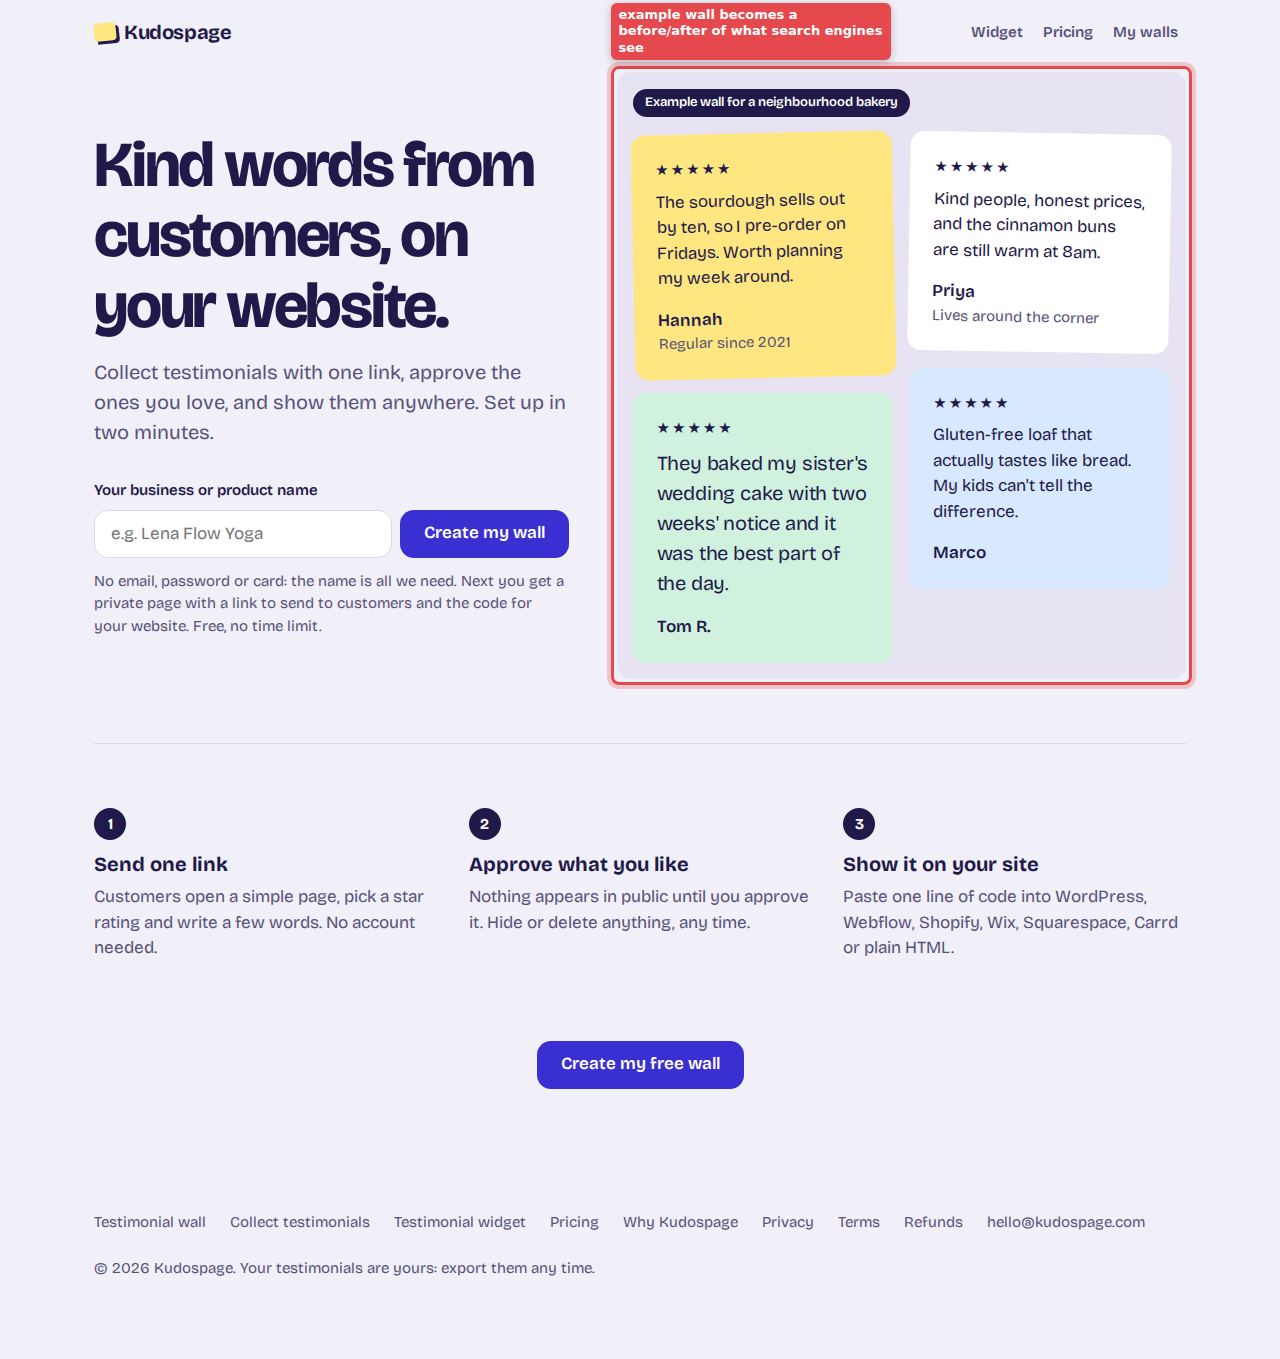 Kudospage
example wall becomes a
before/after of what search engines
see
Widget
Pricing
My walls
Kind words from
customers, on
your website.
Collect testimonials with one link, approve the
ones you love, and show them anywhere. Set up in
two minutes.
Your business or product name
e.g. Lena Flow Yoga
Create my wall
No email, password or card: the name is all we need. Next you get a
private page with a link to send to customers and the code for
your website. Free, no time limit.
Example wall for a neighbourhood bakery
★★★★★
The sourdough sells out
by ten, so I pre-order on
Fridays. Worth planning
my week around.
Hannah
Regular since 2021
★★★★★
Kind people, honest prices,
and the cinnamon buns
are still warm at 8am.
Priya
Lives around the corner
★★★★★
They baked my sister's
wedding cake with two
weeks' notice and it
was the best part of
the day.
Tom R.
★★★★★
Gluten-free loaf that
actually tastes like bread.
My kids can't tell the
difference.
Marco
1
Send one link
Customers open a simple page, pick a star
rating and write a few words. No account
needed.
2
Approve what you like
Nothing appears in public until you approve
it. Hide or delete anything, any time.
3
Show it on your site
Paste one line of code into WordPress,
Webflow, Shopify, Wix, Squarespace, Carrd
or plain HTML.
Create my free wall
Testimonial wall
Collect testimonials
Testimonial widget
Pricing
Why Kudospage
Privacy
Terms
Refunds
hello@kudospage.com
© 2026 Kudospage. Your testimonials are yours: export them any time.